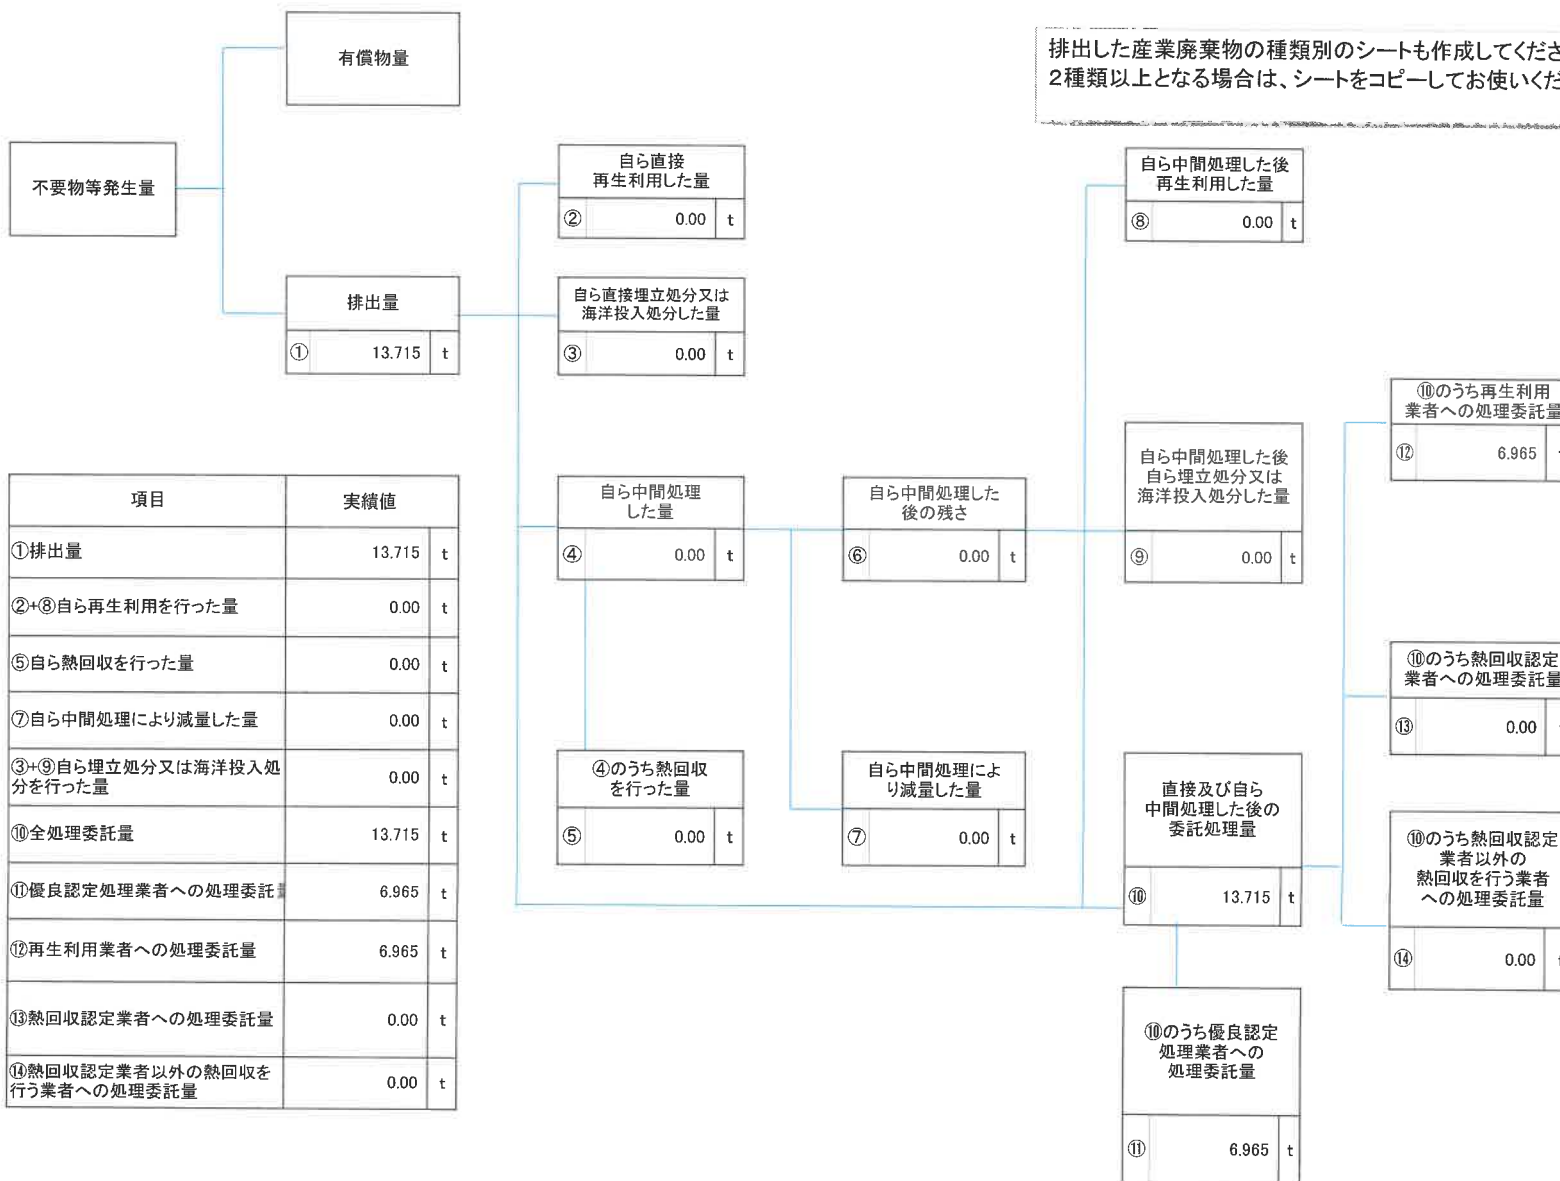 有償物量
排出した産業廃棄物の種類別のシートも作成してくださ
2種類以上となる場合は、シートをコピーしてお使いくだ
不要物等発生量
自ら直接
再生利用した量
② 0.00 t
自ら中間処理した後
再生利用した量
⑧ 0.00 t
排出量
① 13.715 t
自ら直接埋立処分又は
海洋投入処分した量
③ 0.00 t
⑩のうち再生利用
業者への処理委託量
⑫ 6.965
自ら中間処理
した量
④ 0.00 t
自ら中間処理した
後の残さ
⑥ 0.00 t
自ら中間処理した後
自ら埋立処分又は
海洋投入処分した量
⑨ 0.00 t
⑩のうち熱回収認定
業者への処理委託量
⑬ 0.00
④のうち熱回収
を行った量
⑤ 0.00 t
自ら中間処理によ
り減量した量
⑦ 0.00 t
直接及び自ら
中間処理した後の
委託処理量
⑩ 13.715 t
⑩のうち熱回収認定
業者以外の
熱回収を行う業者
への処理委託量
⑭ 0.00 t
⑩のうち優良認定
処理業者への
処理委託量
⑪ 6.965 t
項目 実績値
①排出量 13.715 t
②+⑧自ら再生利用を行った量 0.00 t
⑤自ら熱回収を行った量 0.00 t
⑦自ら中間処理により減量した量 0.00 t
③+⑨自ら埋立処分又は海洋投入処
分を行った量 0.00 t
⑩全処理委託量 13.715 t
⑪優良認定処理業者への処理委託 6.965 t
⑫再生利用業者への処理委託量 6.965 t
⑬熱回収認定業者への処理委託量 0.00 t
⑭熱回収認定業者以外の熱回収を
行う業者への処理委託量 0.00 t